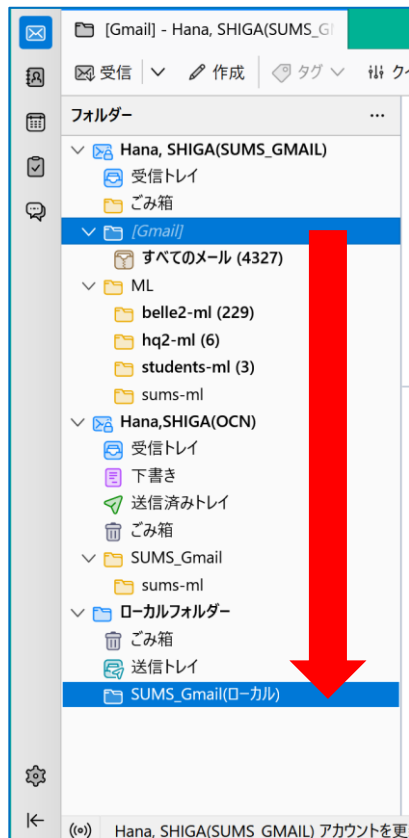 [Gmail] - Hana, SHIGA(SUMS_G
受信 作成 タグ
フォルダー ...
Hana, SHIGA(SUMS_GMAIL)
受信トレイ
ごみ箱
[Gmail]
すべてのメール (4327)
ML
belle2-ml (229)
hq2-ml (6)
students-ml (3)
sums-ml
Hana,SHIGA(OCN)
受信トレイ
下書き
送信済みトレイ
ごみ箱
SUMS_Gmail
sums-ml
ローカルフォルダー
ごみ箱
送信トレイ
SUMS_Gmail(ローカル)
Hana, SHIGA(SUMS_GMAIL) アカウントを更